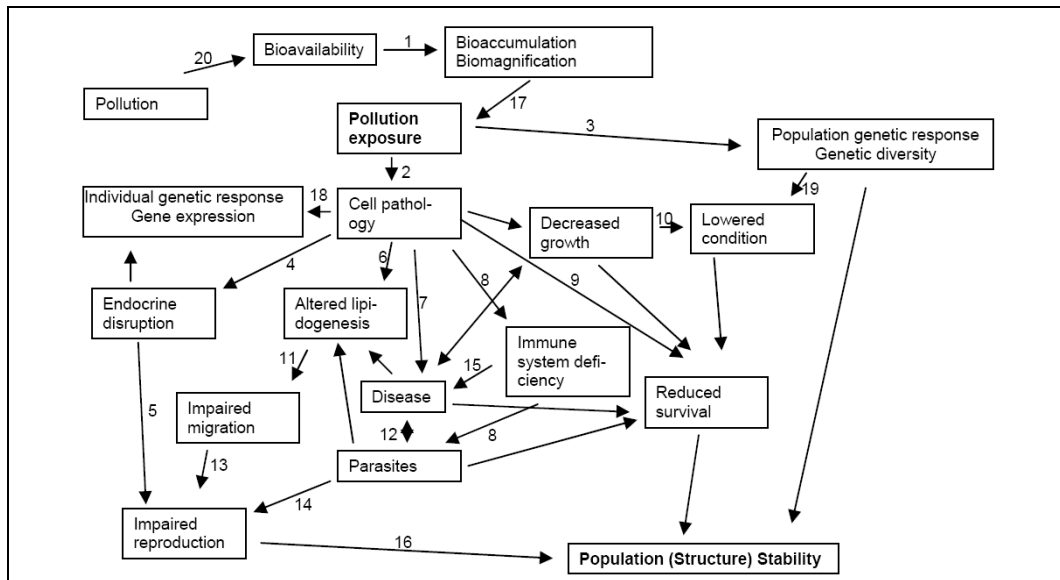 20
Bioavailability
1
Bioaccumulation
Biomagnification
Pollution
17
Pollution
exposure
3
Population genetic response
Genetic diversity
2
19
Individual genetic response
Gene expression
18
Cell pathol-
ogy
Decreased
growth
10
Lowered
condition
4
6
7
8
9
Endocrine
disruption
Altered lipi-
dogenesis
Immune
system defi-
ciency
11
15
Disease
Reduced
survival
5
Impaired
migration
12
8
13
Parasites
14
Impaired
reproduction
16
Population (Structure) Stability